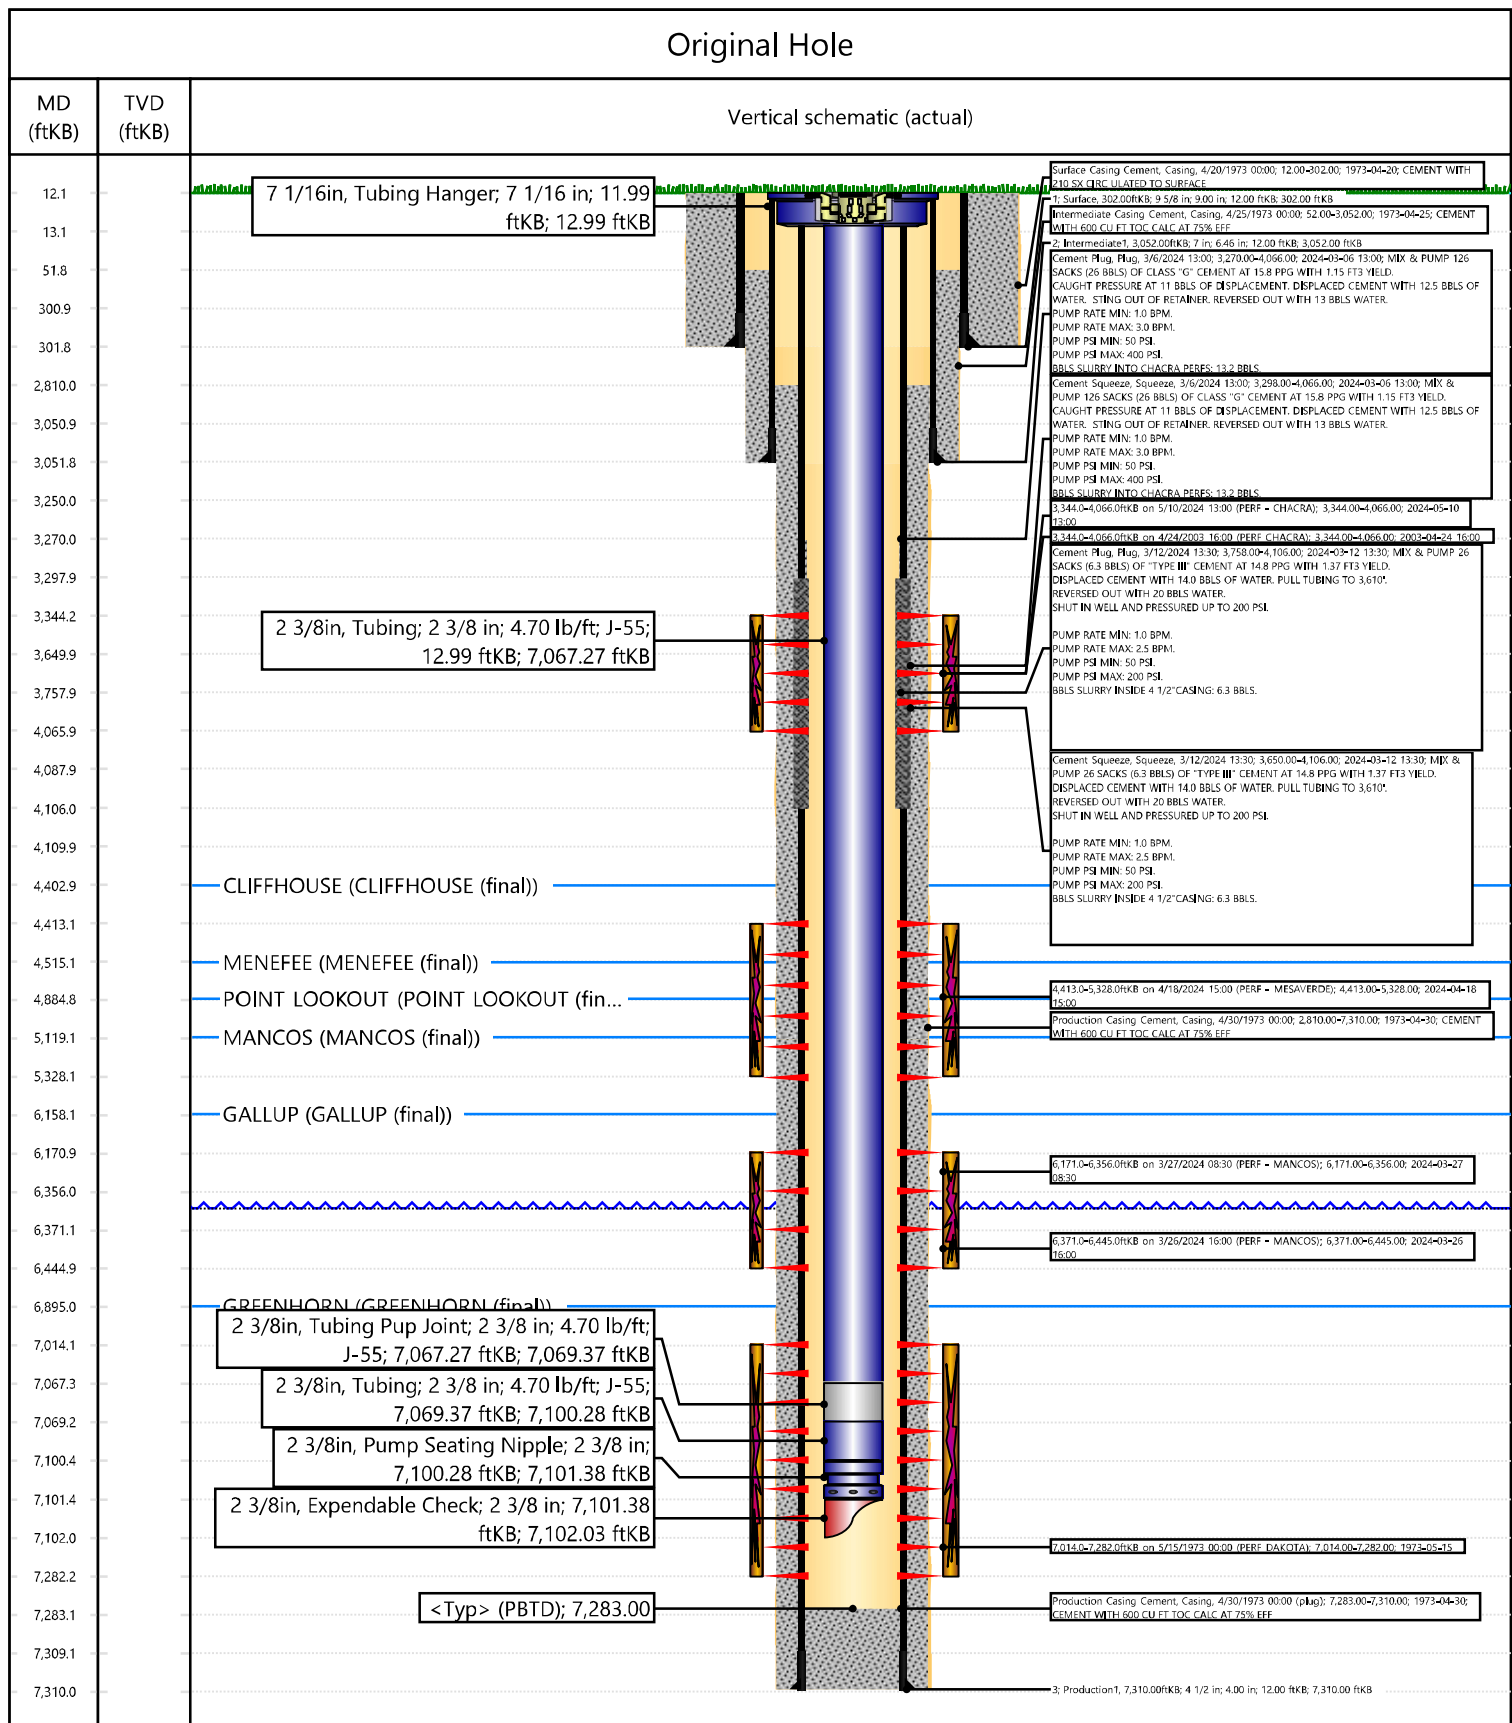 Original Hole
MD
(ftKB)
TVD
(ftKB)
Vertical schematic (actual)
12.1
13.1
51.8
300.9
301.8
2,810.0
3,050.9
3,051.8
3,250.0
3,270.0
3,297.9
3,344.2
3,649.9
3,757.9
4,065.9
4,087.9
4,106.0
4,109.9
4,402.9
4,413.1
4,515.1
4,884.8
5,119.1
5,328.1
6,158.1
6,170.9
6,356.0
6,371.1
6,444.9
6,895.0
7,014.1
7,067.3
7,069.2
7,100.4
7,101.4
7,102.0
7,282.2
7,283.1
7,309.1
7,310.0
7 1/16in, Tubing Hanger; 7 1/16 in; 11.99
ftKB; 12.99 ftKB
2 3/8in, Tubing; 2 3/8 in; 4.70 lb/ft; J-55;
12.99 ftKB; 7,067.27 ftKB
CLIFFHOUSE (CLIFFHOUSE (final))
MENEFEE (MENEFEE (final))
POINT LOOKOUT (POINT LOOKOUT (fin...
MANCOS (MANCOS (final))
GALLUP (GALLUP (final))
GREENHORN (GREENHORN (final))
2 3/8in, Tubing Pup Joint; 2 3/8 in; 4.70 lb/ft;
J-55; 7,067.27 ftKB; 7,069.37 ftKB
2 3/8in, Tubing; 2 3/8 in; 4.70 lb/ft; J-55;
7,069.37 ftKB; 7,100.28 ftKB
2 3/8in, Pump Seating Nipple; 2 3/8 in;
7,100.28 ftKB; 7,101.38 ftKB
2 3/8in, Expendable Check; 2 3/8 in; 7,101.38
ftKB; 7,102.03 ftKB
<Typ> (PBTD); 7,283.00
Surface Casing Cement, Casing, 4/20/1973 00:00; 12.00-302.00; 1973-04-20; CEMENT WITH
210 SX CIRC ULATED TO SURFACE
1; Surface, 302.00ftKB; 9 5/8 in; 9.00 in; 12.00 ftKB; 302.00 ftKB
Intermediate Casing Cement, Casing, 4/25/1973 00:00; 52.00-3,052.00; 1973-04-25; CEMENT
WITH 600 CU FT TOC CALC AT 75% EFF
2; Intermediate1, 3,052.00ftKB; 7 in; 6.46 in; 12.00 ftKB; 3,052.00 ftKB
Cement Plug, Plug, 3/6/2024 13:00; 3,270.00-4,066.00; 2024-03-06 13:00; MIX & PUMP 126
SACKS (26 BBLS) OF CLASS "G" CEMENT AT 15.8 PPG WITH 1.15 FT3 YIELD.
CAUGHT PRESSURE AT 11 BBLS OF DISPLACEMENT. DISPLACED CEMENT WITH 12.5 BBLS OF
WATER. STING OUT OF RETAINER. REVERSED OUT WITH 13 BBLS WATER.
PUMP RATE MIN: 1.0 BPM.
PUMP RATE MAX: 3.0 BPM.
PUMP PSI MIN: 50 PSI.
PUMP PSI MAX: 400 PSI.
BBLS SLURRY INTO CHACRA PERFS: 13.2 BBLS.
Cement Squeeze, Squeeze, 3/6/2024 13:00; 3,298.00-4,066.00; 2024-03-06 13:00; MIX &
PUMP 126 SACKS (26 BBLS) OF CLASS "G" CEMENT AT 15.8 PPG WITH 1.15 FT3 YIELD.
CAUGHT PRESSURE AT 11 BBLS OF DISPLACEMENT. DISPLACED CEMENT WITH 12.5 BBLS OF
WATER. STING OUT OF RETAINER. REVERSED OUT WITH 13 BBLS WATER.
PUMP RATE MIN: 1.0 BPM.
PUMP RATE MAX: 3.0 BPM.
PUMP PSI MIN: 50 PSI.
PUMP PSI MAX: 400 PSI.
BBLS SLURRY INTO CHACRA PERFS: 13.2 BBLS.
3,344.0-4,066.0ftKB on 5/10/2024 13:00 (PERF - CHACRA); 3,344.00-4,066.00; 2024-05-10
13:00
3,344.0-4,066.0ftKB on 4/24/2003 16:00 (PERF CHACRA); 3,344.00-4,066.00; 2003-04-24 16:00
Cement Plug, Plug, 3/12/2024 13:30; 3,758.00-4,106.00; 2024-03-12 13:30; MIX & PUMP 26
SACKS (6.3 BBLS) OF "TYPE III" CEMENT AT 14.8 PPG WITH 1.37 FT3 YIELD.
DISPLACED CEMENT WITH 14.0 BBLS OF WATER. PULL TUBING TO 3,610'.
REVERSED OUT WITH 20 BBLS WATER.
SHUT IN WELL AND PRESSURED UP TO 200 PSI.
PUMP RATE MIN: 1.0 BPM.
PUMP RATE MAX: 2.5 BPM.
PUMP PSI MIN: 50 PSI.
PUMP PSI MAX: 200 PSI.
BBLS SLURRY INSIDE 4 1/2"CASING: 6.3 BBLS.
Cement Squeeze, Squeeze, 3/12/2024 13:30; 3,650.00-4,106.00; 2024-03-12 13:30; MIX &
PUMP 26 SACKS (6.3 BBLS) OF "TYPE III" CEMENT AT 14.8 PPG WITH 1.37 FT3 YIELD.
DISPLACED CEMENT WITH 14.0 BBLS OF WATER. PULL TUBING TO 3,610'.
REVERSED OUT WITH 20 BBLS WATER.
SHUT IN WELL AND PRESSURED UP TO 200 PSI.
PUMP RATE MIN: 1.0 BPM.
PUMP RATE MAX: 2.5 BPM.
PUMP PSI MIN: 50 PSI.
PUMP PSI MAX: 200 PSI.
BBLS SLURRY INSIDE 4 1/2"CASING: 6.3 BBLS.
4,413.0-5,328.0ftKB on 4/18/2024 15:00 (PERF - MESAVERDE); 4,413.00-5,328.00; 2024-04-18
15:00
Production Casing Cement, Casing, 4/30/1973 00:00; 2,810.00-7,310.00; 1973-04-30; CEMENT
WITH 600 CU FT TOC CALC AT 75% EFF
6,171.0-6,356.0ftKB on 3/27/2024 08:30 (PERF - MANCOS); 6,171.00-6,356.00; 2024-03-27
08:30
6,371.0-6,445.0ftKB on 3/26/2024 16:00 (PERF - MANCOS); 6,371.00-6,445.00; 2024-03-26
16:00
7,014.0-7,282.0ftKB on 5/15/1973 00:00 (PERF DAKOTA); 7,014.00-7,282.00; 1973-05-15
Production Casing Cement, Casing, 4/30/1973 00:00 (plug); 7,283.00-7,310.00; 1973-04-30;
CEMENT WITH 600 CU FT TOC CALC AT 75% EFF
3; Production1, 7,310.00ftKB; 4 1/2 in; 4.00 in; 12.00 ftKB; 7,310.00 ftKB